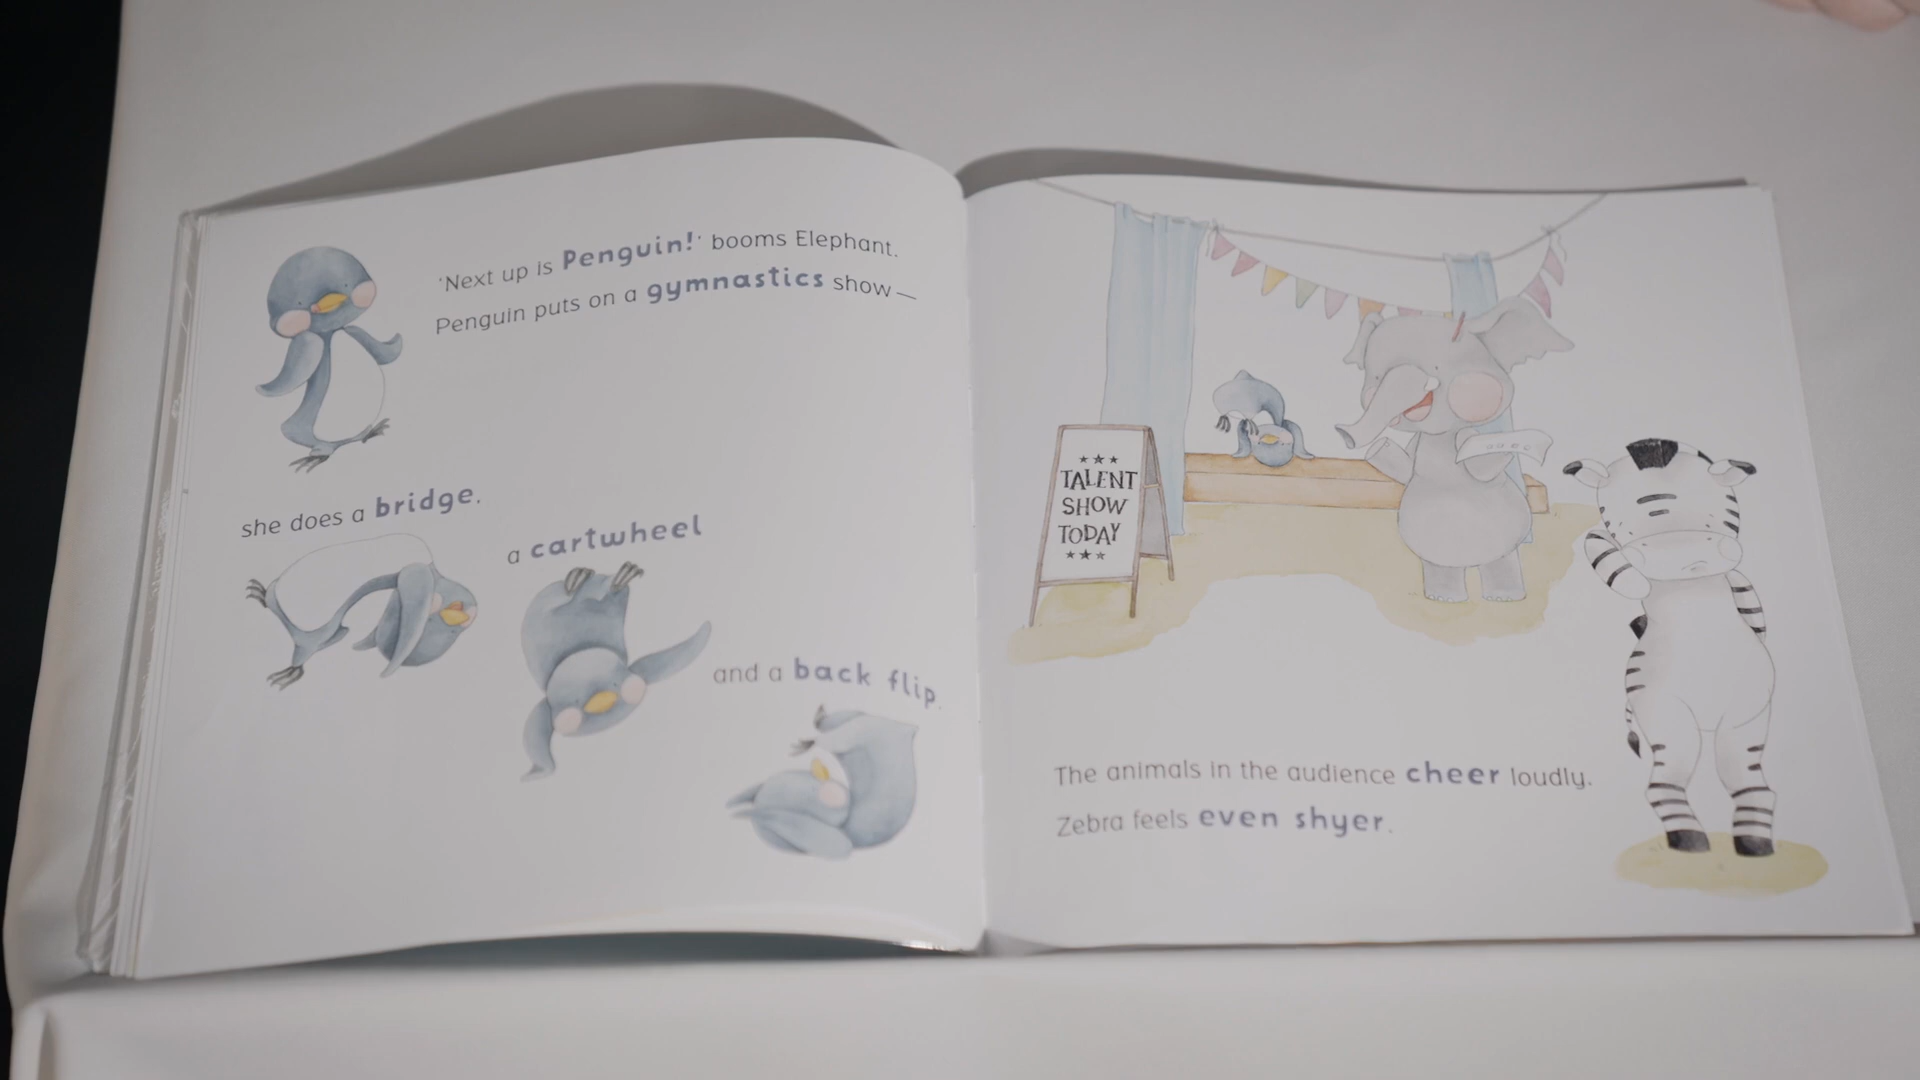 'Next up is Penguin!' booms Elephant.
Penguin puts on a gymnastics show—
she does a bridge.
a cartwheel
and a back flip.
★★★
TALENT
SHOW
TODAY
★★★
The animals in the audience cheer loudly.
Zebra feels even shyer.